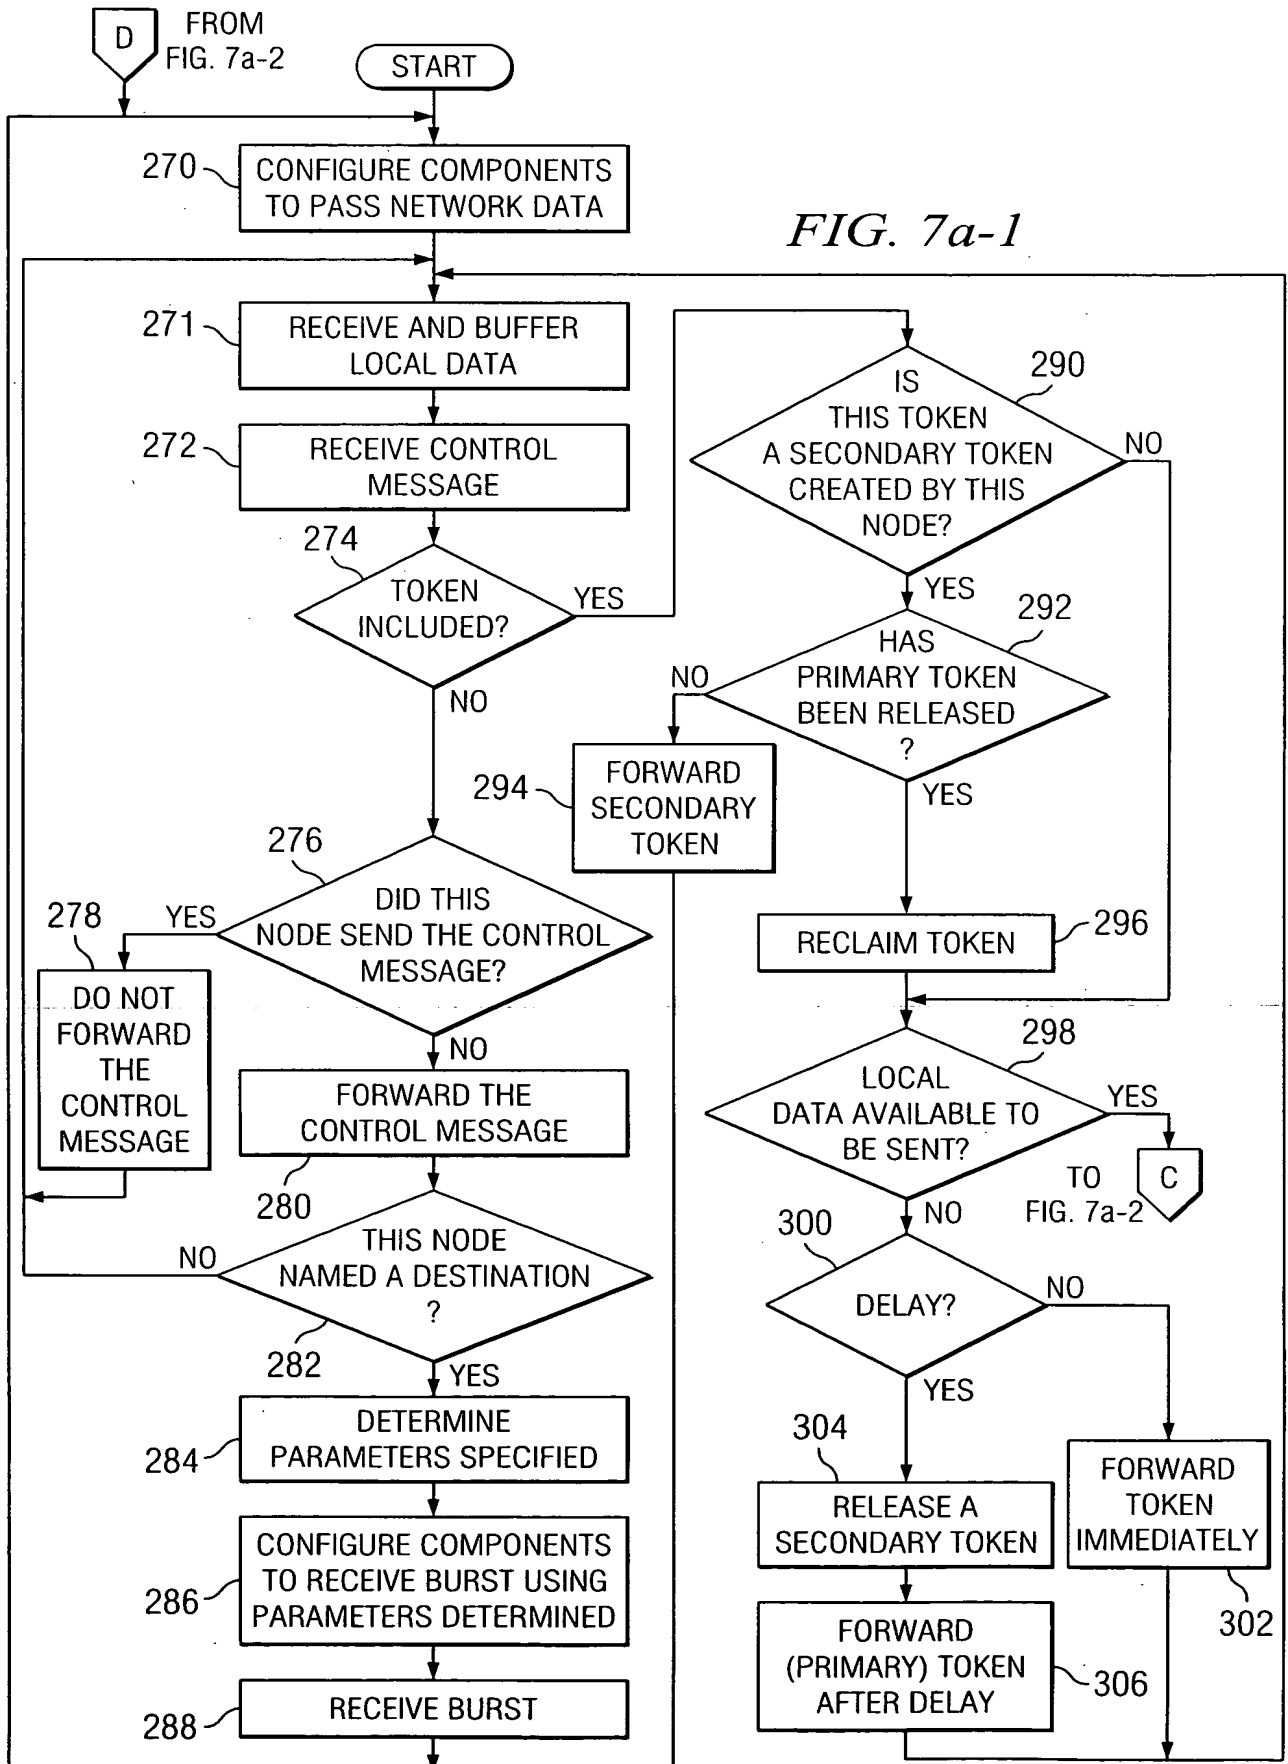 D
FROM
FIG. 7a-2
START
270
CONFIGURE COMPONENTS
TO PASS NETWORK DATA
FIG. 7a-1
271
RECEIVE AND BUFFER
LOCAL DATA
272
RECEIVE CONTROL
MESSAGE
274
TOKEN
INCLUDED?
YES
NO
276
DID THIS
NODE SEND THE CONTROL
MESSAGE?
YES
278
DO NOT
FORWARD
THE
CONTROL
MESSAGE
NO
FORWARD THE
CONTROL MESSAGE
280
THIS NODE
NAMED A DESTINATION
?
NO
282
YES
DETERMINE
PARAMETERS SPECIFIED
284
CONFIGURE COMPONENTS
TO RECEIVE BURST USING
PARAMETERS DETERMINED
286
RECEIVE BURST
288
IS
THIS TOKEN
A SECONDARY TOKEN
CREATED BY THIS
NODE?
290
NO
YES
292
HAS
PRIMARY TOKEN
BEEN RELEASED
?
NO
294
FORWARD
SECONDARY
TOKEN
YES
RECLAIM TOKEN
296
298
LOCAL
DATA AVAILABLE TO
BE SENT?
YES
TO
FIG. 7a-2
C
NO
300
DELAY?
NO
YES
304
RELEASE A
SECONDARY TOKEN
FORWARD
TOKEN
IMMEDIATELY
302
FORWARD
(PRIMARY) TOKEN
AFTER DELAY
306